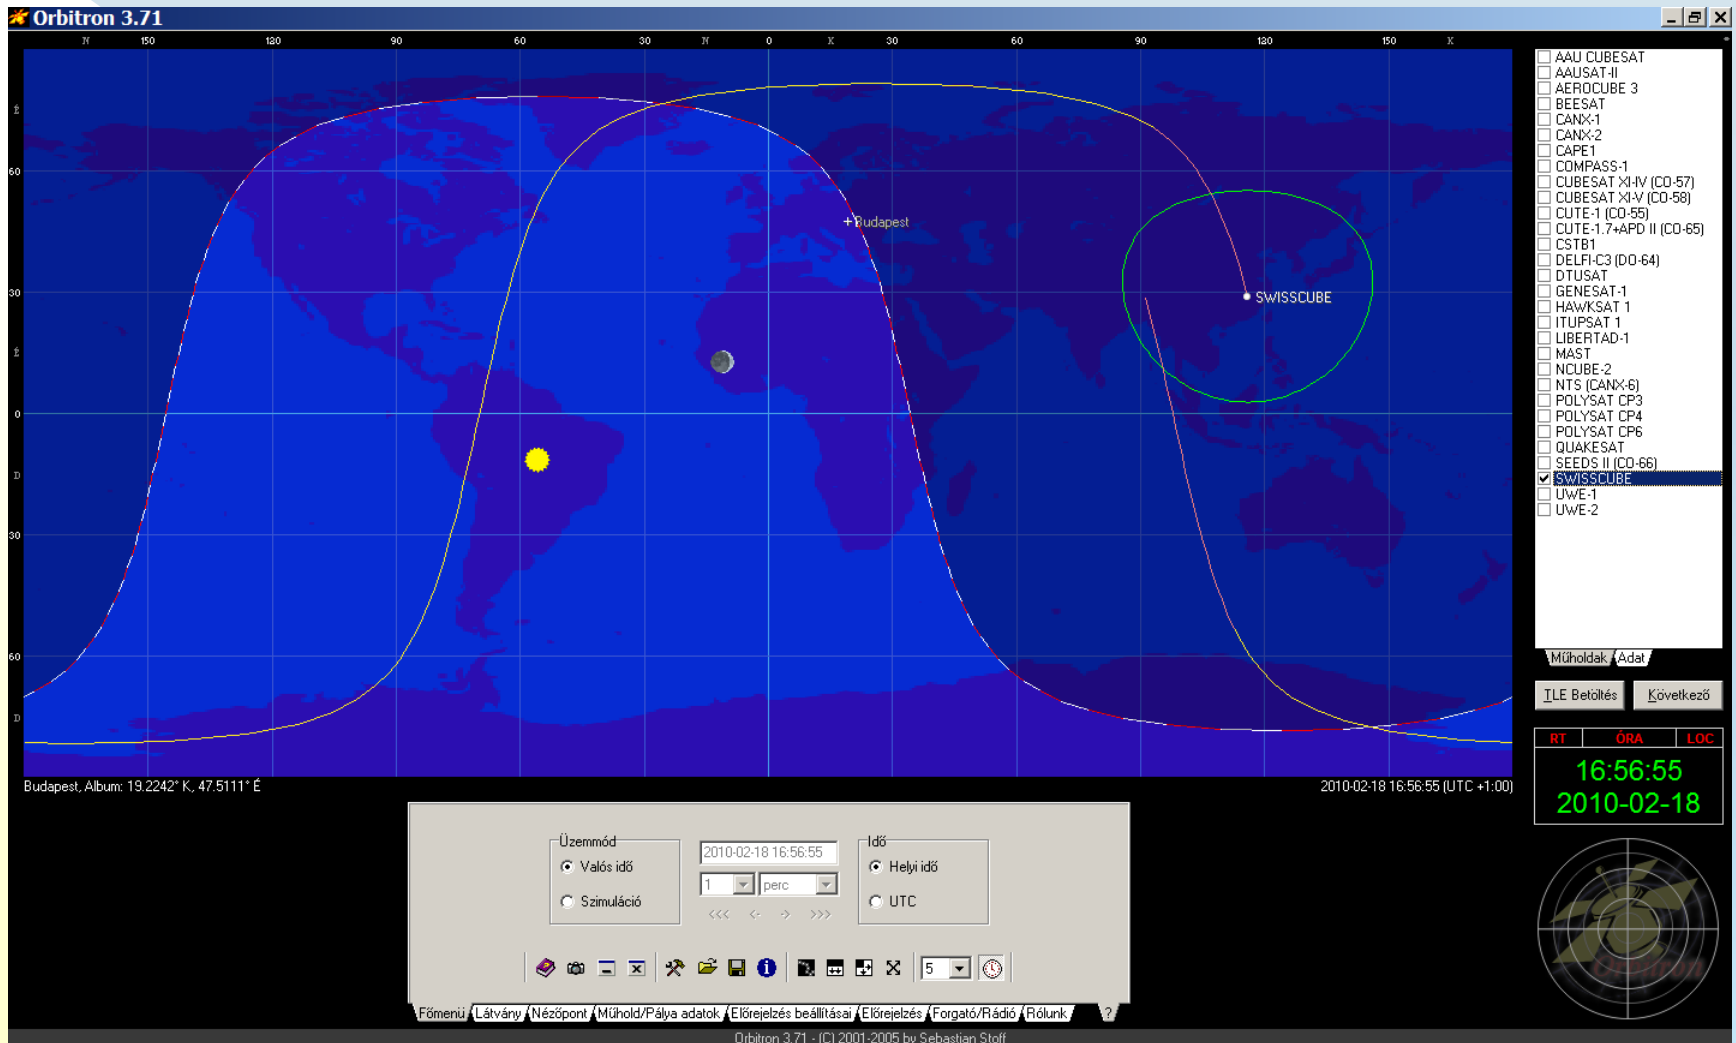 Orbitron 3.71
N 150 120 90 60 30 N 0 K 30 60 90 120 150 K
É
60
30
É
0
D
30
60
D
Budapest
SWISSCUBE
AAU CUBESAT
AAUSAT-II
AEROCUBE 3
BEESAT
CANX-1
CANX-2
CAPE1
COMPASS-1
CUBESAT XI-IV (CO-57)
CUBESAT XI-V (CO-58)
CUTE-1 (CO-55)
CUTE-1.7+APD II (CO-65)
CSTB1
DELFI-C3 (DO-64)
DTUSAT
GENESAT-1
HAWKSAT 1
ITUPSAT 1
LIBERTAD-1
MAST
NCUBE-2
NTS (CANX-6)
POLYSAT CP3
POLYSAT CP4
POLYSAT CP6
QUAKESAT
SEEDS II (CO-66)
SWISSCUBE
UWE-1
UWE-2
Műholdak Adat
TLE Betöltés Következő
RT ÓRA LOC
16:56:55
2010-02-18
Budapest, Album: 19.2242° K, 47.5111° É
2010-02-18 16:56:55 (UTC +1:00)
Üzemmód
Valós idő
Szimuláció
2010-02-18 16:56:55
1 perc
<<< <- -> >>>
Idő
Helyi idő
UTC
5
Főmenü Látvány Nézőpont Műhold/Pálya adatok Előrejelzés beállításai Előrejelzés Forgató/Rádió Rólunk ?
Orbitron
Orbitron 3.71 - (C) 2001-2005 by Sebastian Stoff